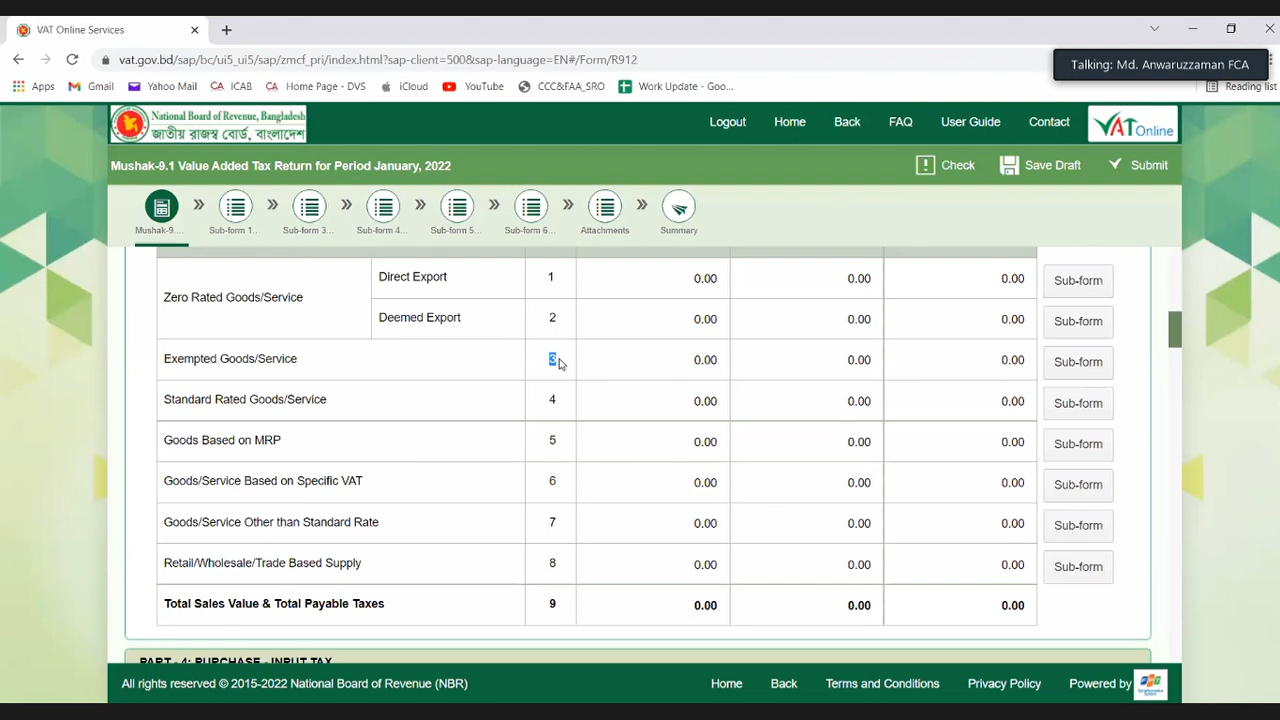 VAT Online Services
vat.gov.bd/sap/bc/ui5_ui5/sap/zmcf_pri/index.html?sap-client=500&sap-language=EN#/Form/R912
Talking: Md. Anwaruzzaman FCA
Apps Gmail Yahoo Mail ICAB Home Page - DVS iCloud YouTube CCC&FAA_SRO Work Update - Goo... Reading list
National Board of Revenue, Bangladesh
জাতীয় রাজস্ব বোর্ড, বাংলাদেশ
Logout Home Back FAQ User Guide Contact
VAT Online
Mushak-9.1 Value Added Tax Return for Period January, 2022
Check Save Draft Submit
Mushak-9.... Sub-form 1... Sub-form 3... Sub-form 4... Sub-form 5... Sub-form 6... Attachments Summary
Zero Rated Goods/Service
Direct Export 1 0.00 0.00 0.00 Sub-form
Deemed Export 2 0.00 0.00 0.00 Sub-form
Exempted Goods/Service 3 0.00 0.00 0.00 Sub-form
Standard Rated Goods/Service 4 0.00 0.00 0.00 Sub-form
Goods Based on MRP 5 0.00 0.00 0.00 Sub-form
Goods/Service Based on Specific VAT 6 0.00 0.00 0.00 Sub-form
Goods/Service Other than Standard Rate 7 0.00 0.00 0.00 Sub-form
Retail/Wholesale/Trade Based Supply 8 0.00 0.00 0.00 Sub-form
Total Sales Value & Total Payable Taxes 9 0.00 0.00 0.00
PART - 4: PURCHASE - INPUT TAX
All rights reserved © 2015-2022 National Board of Revenue (NBR)
Home Back Terms and Conditions Privacy Policy Powered by